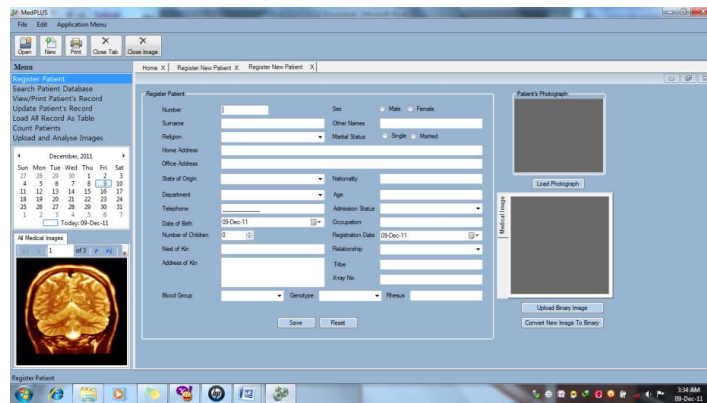 MedPLUS
File Edit Application Menu
Open New Print Close Tab Close Image
Menu
Register Patient
Search Patient Database
View/Print Patient's Record
Update Patient's Record
Load All Record As Table
Count Patients
Upload and Analyse Images
December, 2011
Sun Mon Tue Wed Thu Fri Sat
27 28 29 30 1 2 3
4 5 6 7 8 9 10
11 12 13 14 15 16 17
18 19 20 21 22 23 24
25 26 27 28 29 30 31
1 2 3 4 5 6 7
Today: 09-Dec-11
All Medical Images
1 of 3
Home X Register New Patient X Register New Patient X
Register Patient
Number Sex Male Female
Surname Other Names
Religion Marital Status Single Married
Home Address
Office Address
State of Origin Nationality
Department Age
Telephone Admission Status
Date of Birth 09-Dec-11 Occupation
Number of Children 0 Registration Date 09-Dec-11
Next of Kin Relationship
Address of Kin Tribe
X-ray No
Blood Group Genotype Rhesus
Save Reset
Patient's Photograph
Load Photograph
Medical Image
Upload Binary Image
Convert New Image To Binary
Register Patient
3:34 AM
09-Dec-11